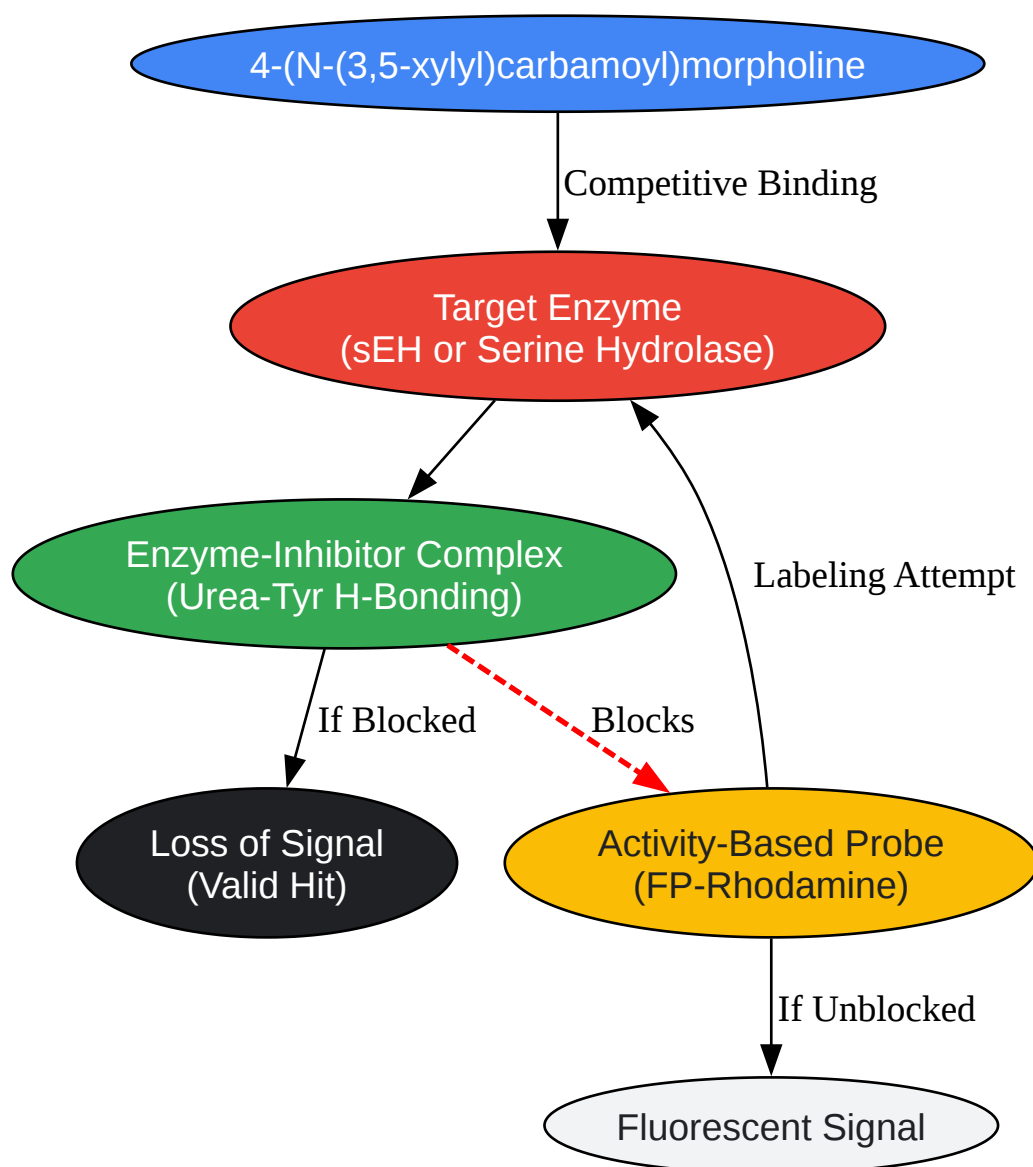 4-(N-(3,5-xylyl)carbamoyl)morpholine
Competitive Binding
Target Enzyme
(sEH or Serine Hydrolase)
Enzyme-Inhibitor Complex
(Urea-Tyr H-Bonding)
Labeling Attempt
If Blocked
Blocks
Loss of Signal
(Valid Hit)
Activity-Based Probe
(FP-Rhodamine)
If Unblocked
Fluorescent Signal